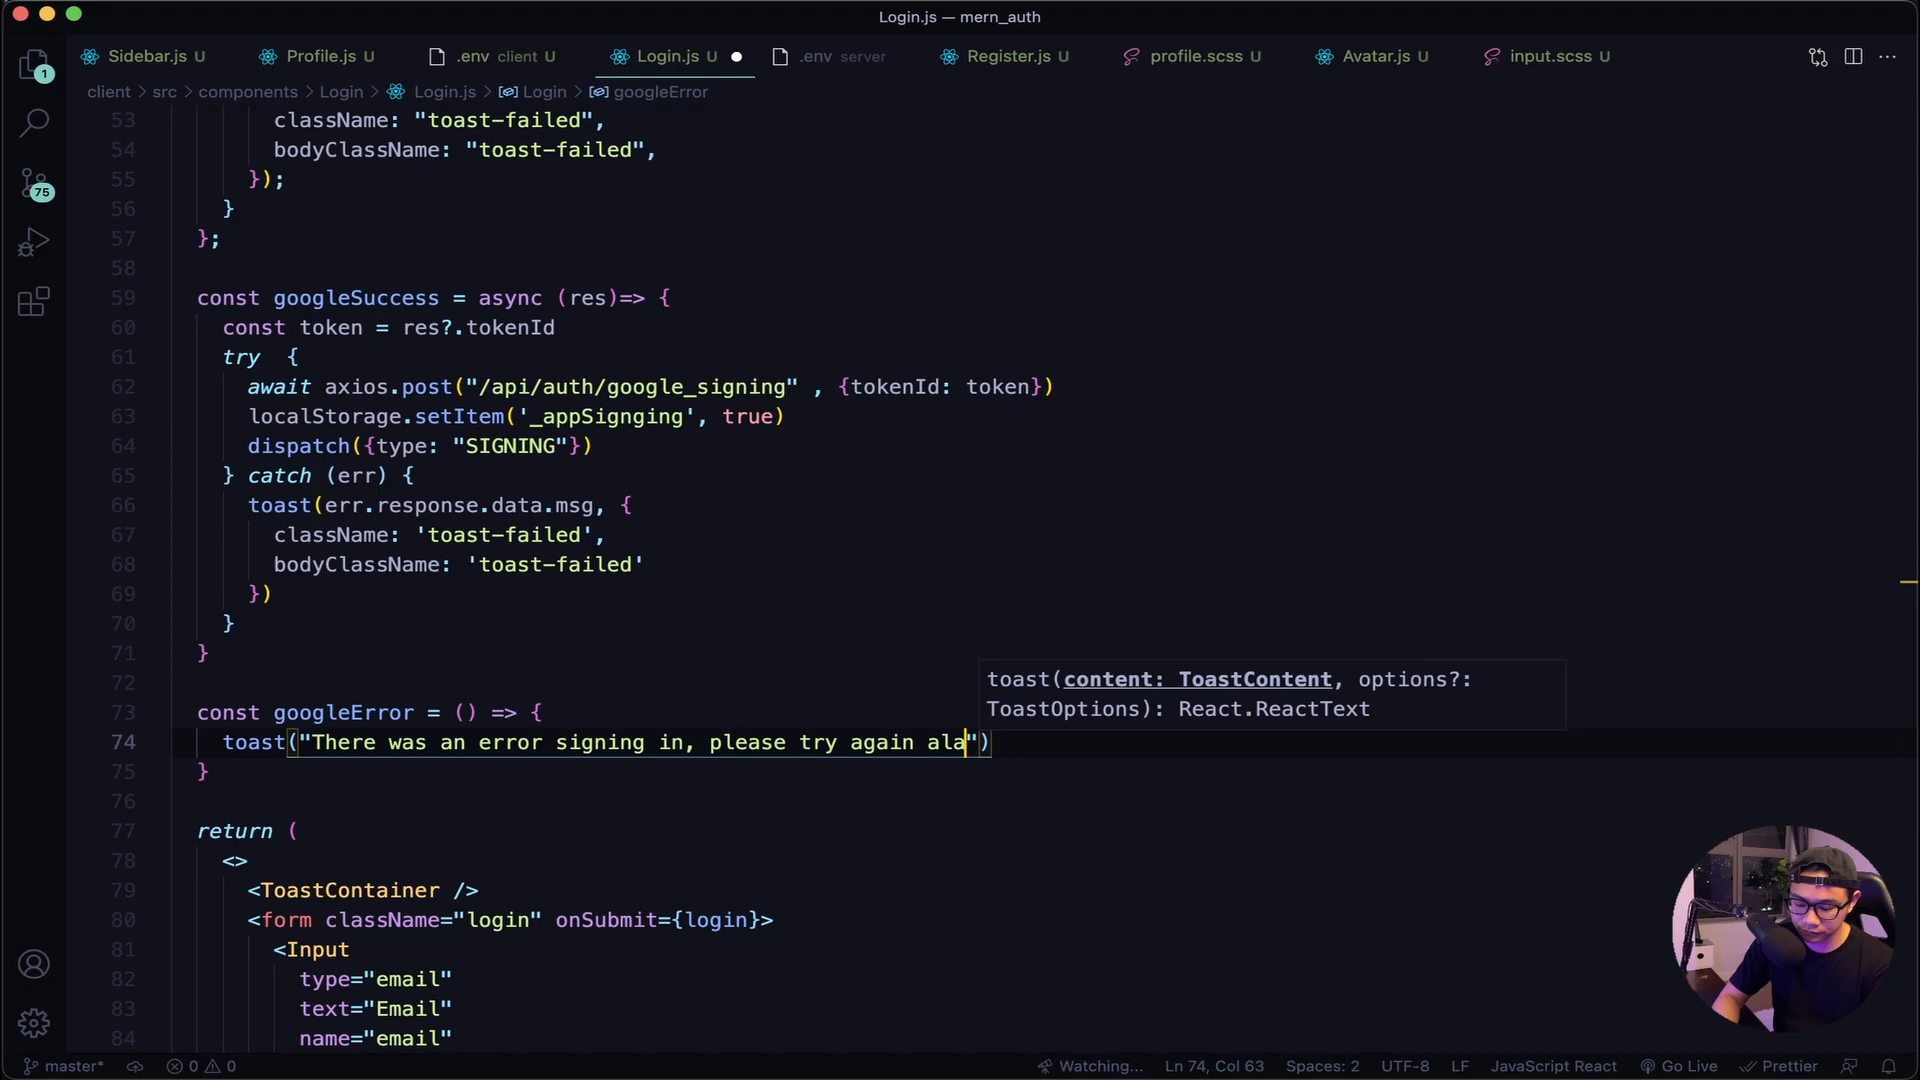 Login.js — mern_auth
Sidebar.js U
Profile.js U
.env client U
Login.js U
.env server
Register.js U
profile.scss U
Avatar.js U
input.scss U
1
client > src > components > Login > Login.js > Login > googleError
75
53 className: "toast-failed",
54 bodyClassName: "toast-failed",
55 });
56 }
57 };
58
59 const googleSuccess = async (res)=> {
60 const token = res?.tokenId
61 try  {
62 await axios.post("/api/auth/google_signing" , {tokenId: token})
63 localStorage.setItem('_appSignging', true)
64 dispatch({type: "SIGNING"})
65 } catch (err) {
66 toast(err.response.data.msg, {
67 className: 'toast-failed',
68 bodyClassName: 'toast-failed'
69 })
70 }
71 }
72
toast(content: ToastContent, options?:
ToastOptions): React.ReactText
73 const googleError = () => {
74 toast("There was an error signing in, please try again ala")
75 }
76
77 return (
78 <>
79 <ToastContainer />
80 <form className="login" onSubmit={login}>
81 <Input
82 type="email"
83 text="Email"
84 name="email"
master* 0 0 Watching... Ln 74, Col 63 Spaces: 2 UTF-8 LF JavaScript React Go Live Prettier